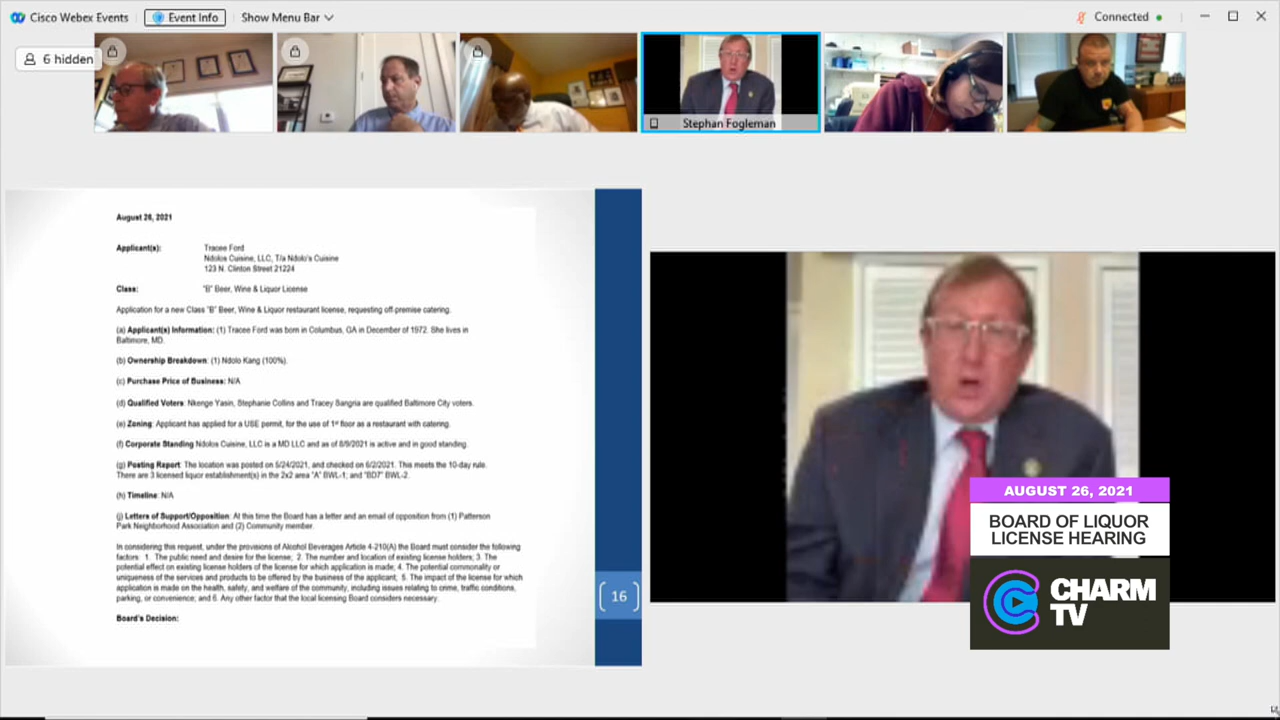 Cisco Webex Events
Event Info
Show Menu Bar
Connected
6 hidden
Stephan Fogleman
August 26, 2021
Applicant(s): Tracee Ford
Ndolos Cuisine, LLC, T/a Ndolo's Cuisine
123 N. Clinton Street 21224
Class: "B" Beer, Wine & Liquor License
Application for a new Class "B" Beer, Wine & Liquor restaurant license, requesting off-premise catering.
(a) Applicant(s) Information: (1) Tracee Ford was born in Columbus, GA in December of 1972. She lives in
Baltimore, MD.
(b) Ownership Breakdown: (1) Ndolo Kang (100%).
(c) Purchase Price of Business: N/A
(d) Qualified Voters: Nkenge Yasin, Stephanie Collins and Tracey Sangria are qualified Baltimore City voters.
(e) Zoning: Applicant has applied for a USE permit, for the use of 1st floor as a restaurant with catering.
(f) Corporate Standing Ndolos Cuisine, LLC is a MD LLC and as of 8/9/2021 is active and in good standing.
(g) Posting Report: The location was posted on 5/24/2021, and checked on 6/2/2021. This meets the 10-day rule.
There are 3 licensed liquor establishment(s) in the 2x2 area "A" BWL-1; and "BD7" BWL-2.
(h) Timeline: N/A
(j) Letters of Support/Opposition: At this time the Board has a letter and an email of opposition from (1) Patterson
Park Neighborhood Association and (2) Community member.
In considering this request, under the provisions of Alcohol Beverages Article 4-210(A) the Board must consider the following
factors: 1. The public need and desire for the license; 2. The number and location of existing license holders; 3. The
potential effect on existing license holders of the license for which application is made; 4. The potential commonality or
uniqueness of the services and products to be offered by the business of the applicant; 5. The impact of the license for which
application is made on the health, safety, and welfare of the community, including issues relating to crime, traffic conditions,
parking, or convenience; and 6. Any other factor that the local licensing Board considers necessary.
Board's Decision:
16
AUGUST 26, 2021
BOARD OF LIQUOR
LICENSE HEARING
CHARM
TV